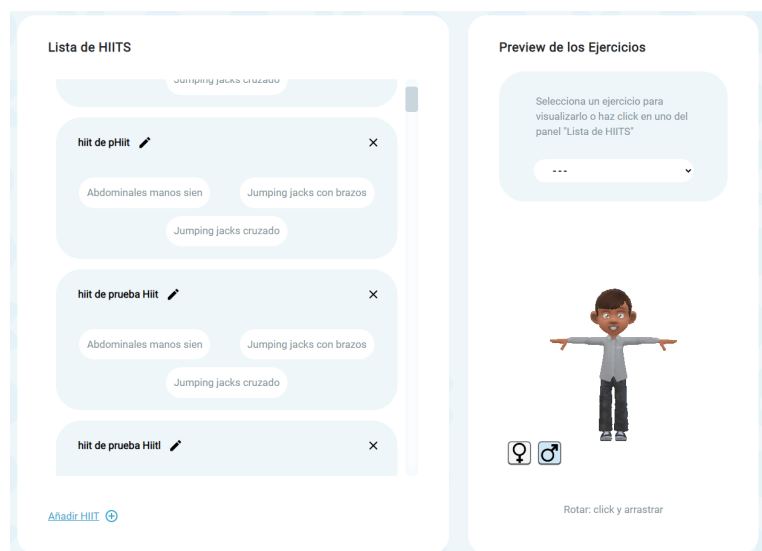 Lista de HIITS
Jumping jacks cruzado
hiit de pHiit
Abdominales manos sien
Jumping jacks con brazos
Jumping jacks cruzado
hiit de prueba Hiit
Abdominales manos sien
Jumping jacks con brazos
Jumping jacks cruzado
hiit de prueba Hiitl
Añadir HIIT
Preview de los Ejercicios
Selecciona un ejercicio para
visualizarlo o haz click en uno del
panel "Lista de HIITS"
---
Rotar: click y arrastrar